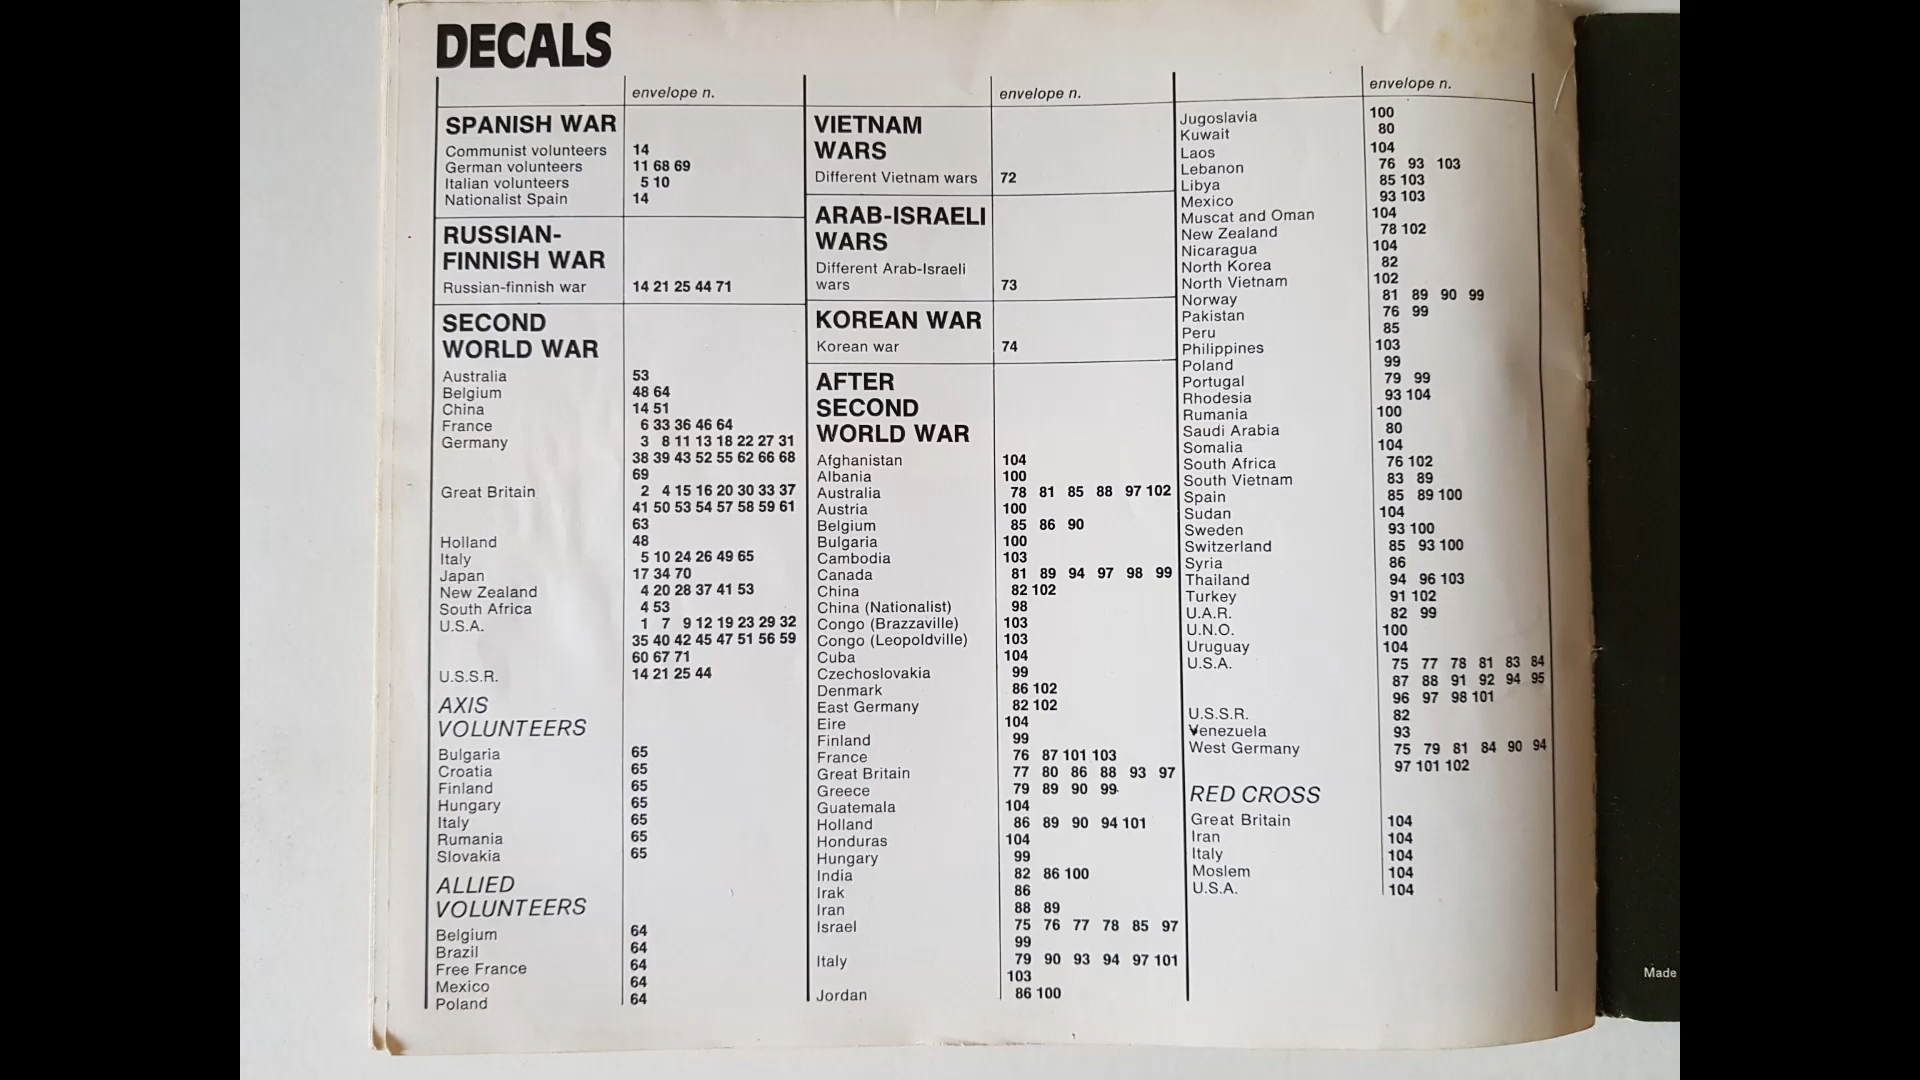 DECALS
envelope n.
SPANISH WAR
Communist volunteers 14
German volunteers 11 68 69
Italian volunteers 5 10
Nationalist Spain 14
RUSSIAN-
FINNISH WAR
Russian-finnish war 14 21 25 44 71
SECOND
WORLD WAR
Australia 53
Belgium 48 64
China 14 51
France 6 33 36 46 64
Germany 3 8 11 13 18 22 27 31
38 39 43 52 55 62 66 68
69
Great Britain 2 4 15 16 20 30 33 37
41 50 53 54 57 58 59 61
63
Holland 48
Italy 5 10 24 26 49 65
Japan 17 34 70
New Zealand 4 20 28 37 41 53
South Africa 4 53
U.S.A. 1 7 9 12 19 23 29 32
35 40 42 45 47 51 56 59
60 67 71
U.S.S.R. 14 21 25 44
AXIS
VOLUNTEERS
Bulgaria 65
Croatia 65
Finland 65
Hungary 65
Italy 65
Rumania 65
Slovakia 65
ALLIED
VOLUNTEERS
Belgium 64
Brazil 64
Free France 64
Mexico 64
Poland 64
envelope n.
VIETNAM
WARS
Different Vietnam wars 72
ARAB-ISRAELI
WARS
Different Arab-Israeli
wars 73
KOREAN WAR
Korean war 74
AFTER
SECOND
WORLD WAR
Afghanistan 104
Albania 100
Australia 78 81 85 88 97 102
Austria 100
Belgium 85 86 90
Bulgaria 100
Cambodia 103
Canada 81 89 94 97 98 99
China 82 102
China (Nationalist) 98
Congo (Brazzaville) 103
Congo (Leopoldville) 103
Cuba 104
Czechoslovakia 99
Denmark 86 102
East Germany 82 102
Eire 104
Finland 99
France 76 87 101 103
Great Britain 77 80 86 88 93 97
Greece 79 89 90 99
Guatemala 104
Holland 86 89 90 94 101
Honduras 104
Hungary 99
India 82 86 100
Irak 86
Iran 88 89
Israel 75 76 77 78 85 97
99
Italy 79 90 93 94 97 101
103
Jordan 86 100
envelope n.
Jugoslavia 100
Kuwait 80
Laos 104
Lebanon 76 93 103
Libya 85 103
Mexico 93 103
Muscat and Oman 104
New Zealand 78 102
Nicaragua 104
North Korea 82
North Vietnam 102
Norway 81 89 90 99
Pakistan 76 99
Peru 85
Philippines 103
Poland 99
Portugal 79 99
Rhodesia 93 104
Rumania 100
Saudi Arabia 80
Somalia 104
South Africa 76 102
South Vietnam 83 89
Spain 85 89 100
Sudan 104
Sweden 93 100
Switzerland 85 93 100
Syria 86
Thailand 94 96 103
Turkey 91 102
U.A.R. 82 99
U.N.O. 100
Uruguay 104
U.S.A. 75 77 78 81 83 84
87 88 91 92 94 95
96 97 98 101
U.S.S.R. 82
Venezuela 93
West Germany 75 79 81 84 90 94
97 101 102
RED CROSS
Great Britain 104
Iran 104
Italy 104
Moslem 104
U.S.A. 104
Made